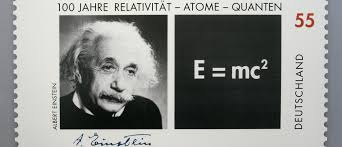 100 JAHRE RELATIVITÄT – ATOME – QUANTEN
55
ALBERT EINSTEIN
E = mc²
DEUTSCHLAND
A. Einstein